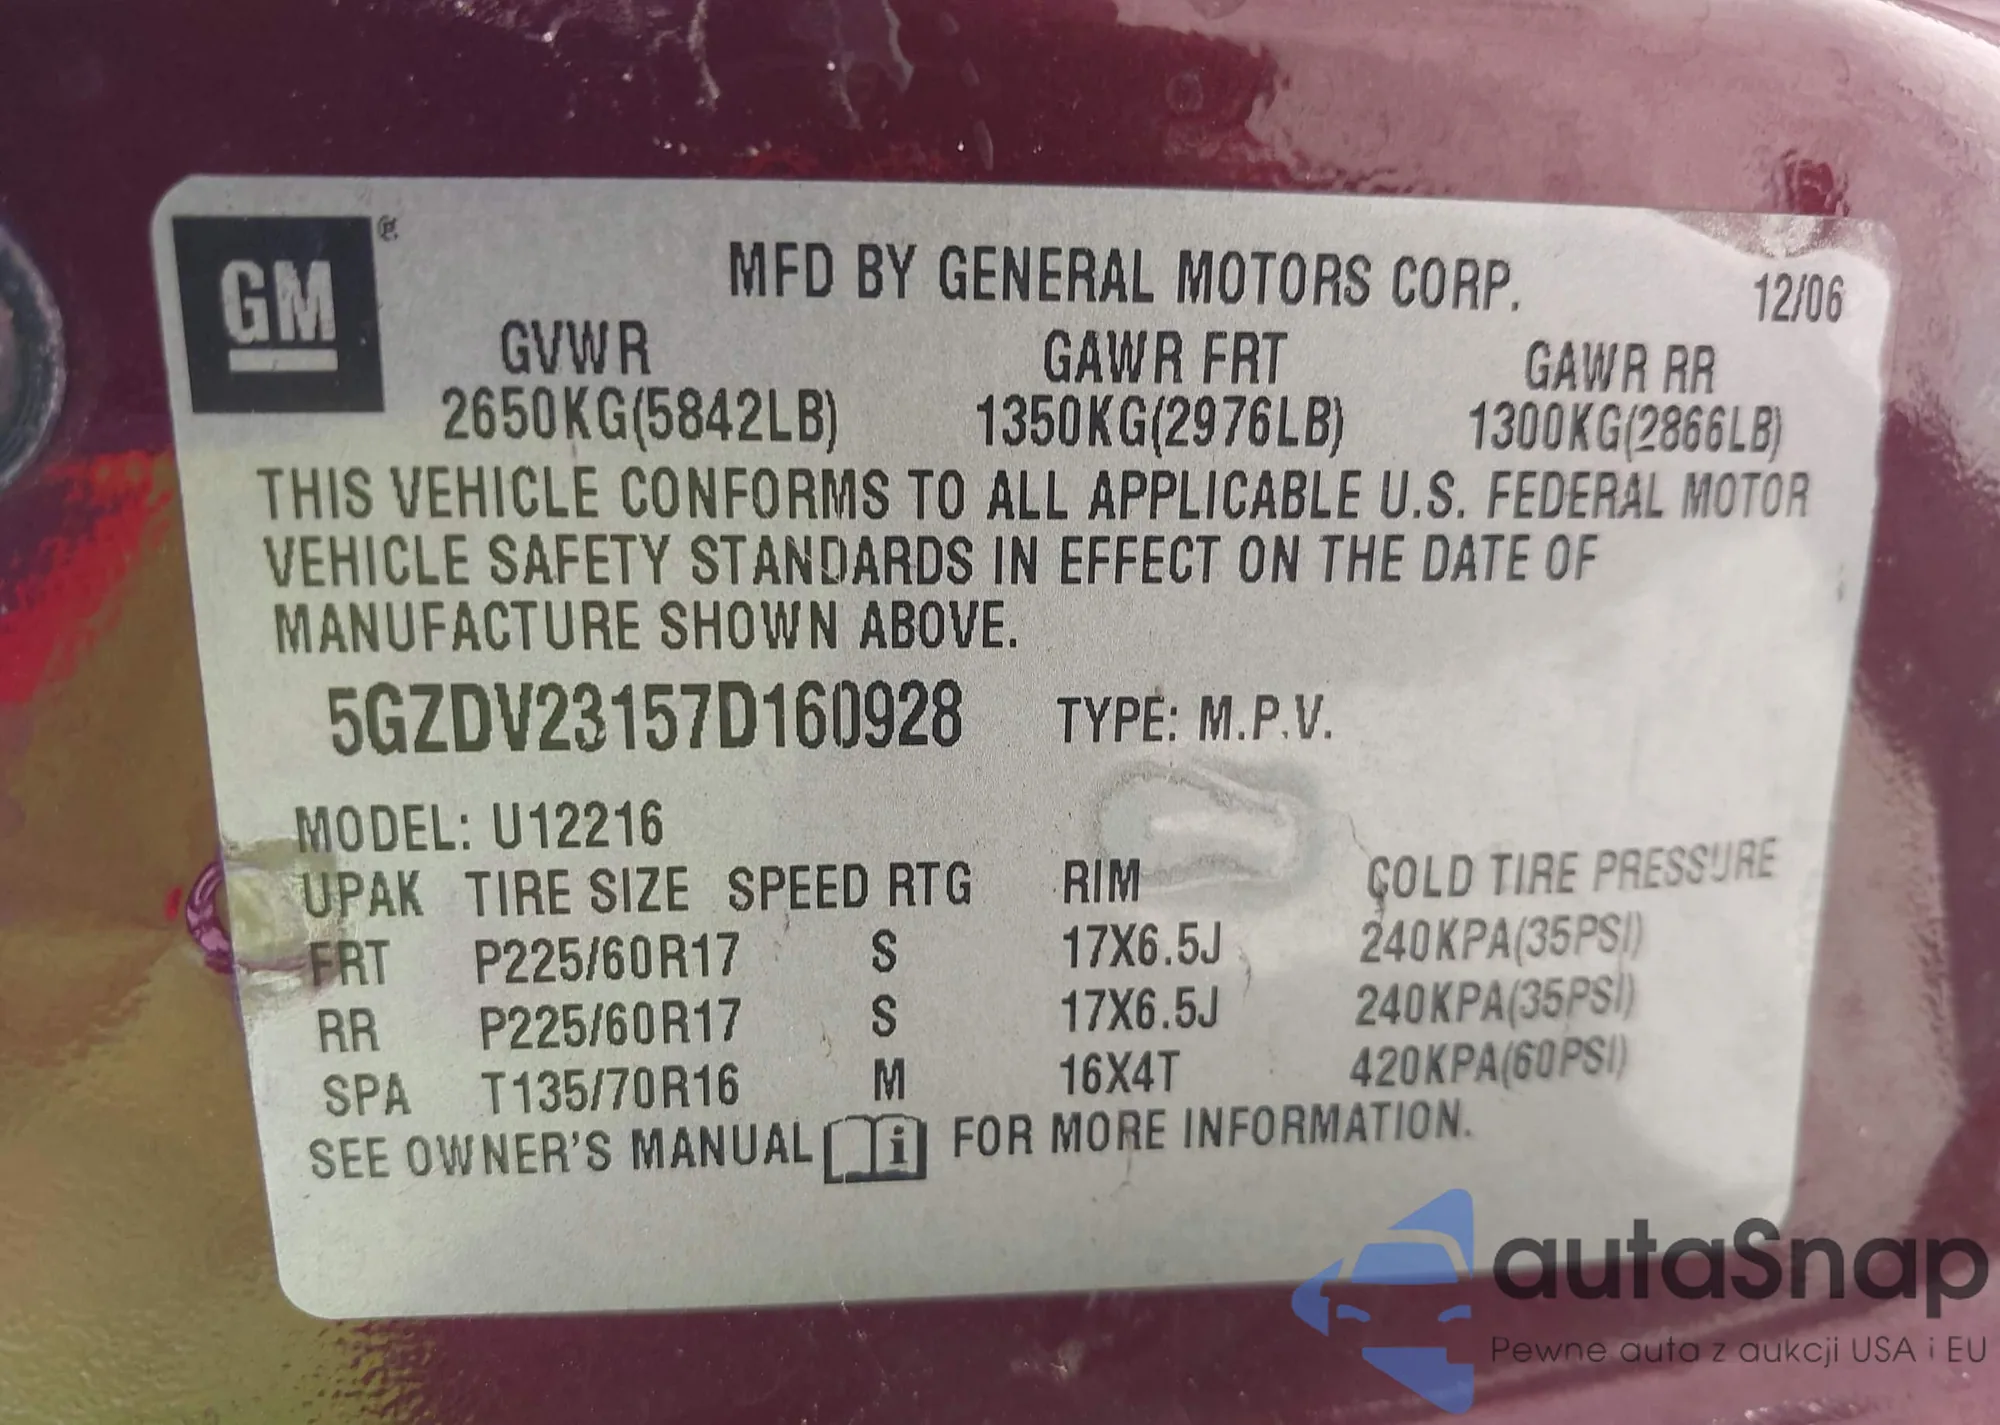 GM ®
MFD BY GENERAL MOTORS CORP.
12/06
GVWR GAWR FRT GAWR RR
2650KG(5842LB) 1350KG(2976LB) 1300KG(2866LB)
THIS VEHICLE CONFORMS TO ALL APPLICABLE U.S. FEDERAL MOTOR
VEHICLE SAFETY STANDARDS IN EFFECT ON THE DATE OF
MANUFACTURE SHOWN ABOVE.
5GZDV23157D160928 TYPE: M.P.V.
MODEL: U12216
UPAK TIRE SIZE SPEED RTG RIM COLD TIRE PRESSURE
FRT P225/60R17 S 17X6.5J 240KPA(35PSI)
RR P225/60R17 S 17X6.5J 240KPA(35PSI)
SPA T135/70R16 M 16X4T 420KPA(60PSI)
SEE OWNER'S MANUAL i FOR MORE INFORMATION.
autaSnap
Pewne auta z aukcji USA i EU